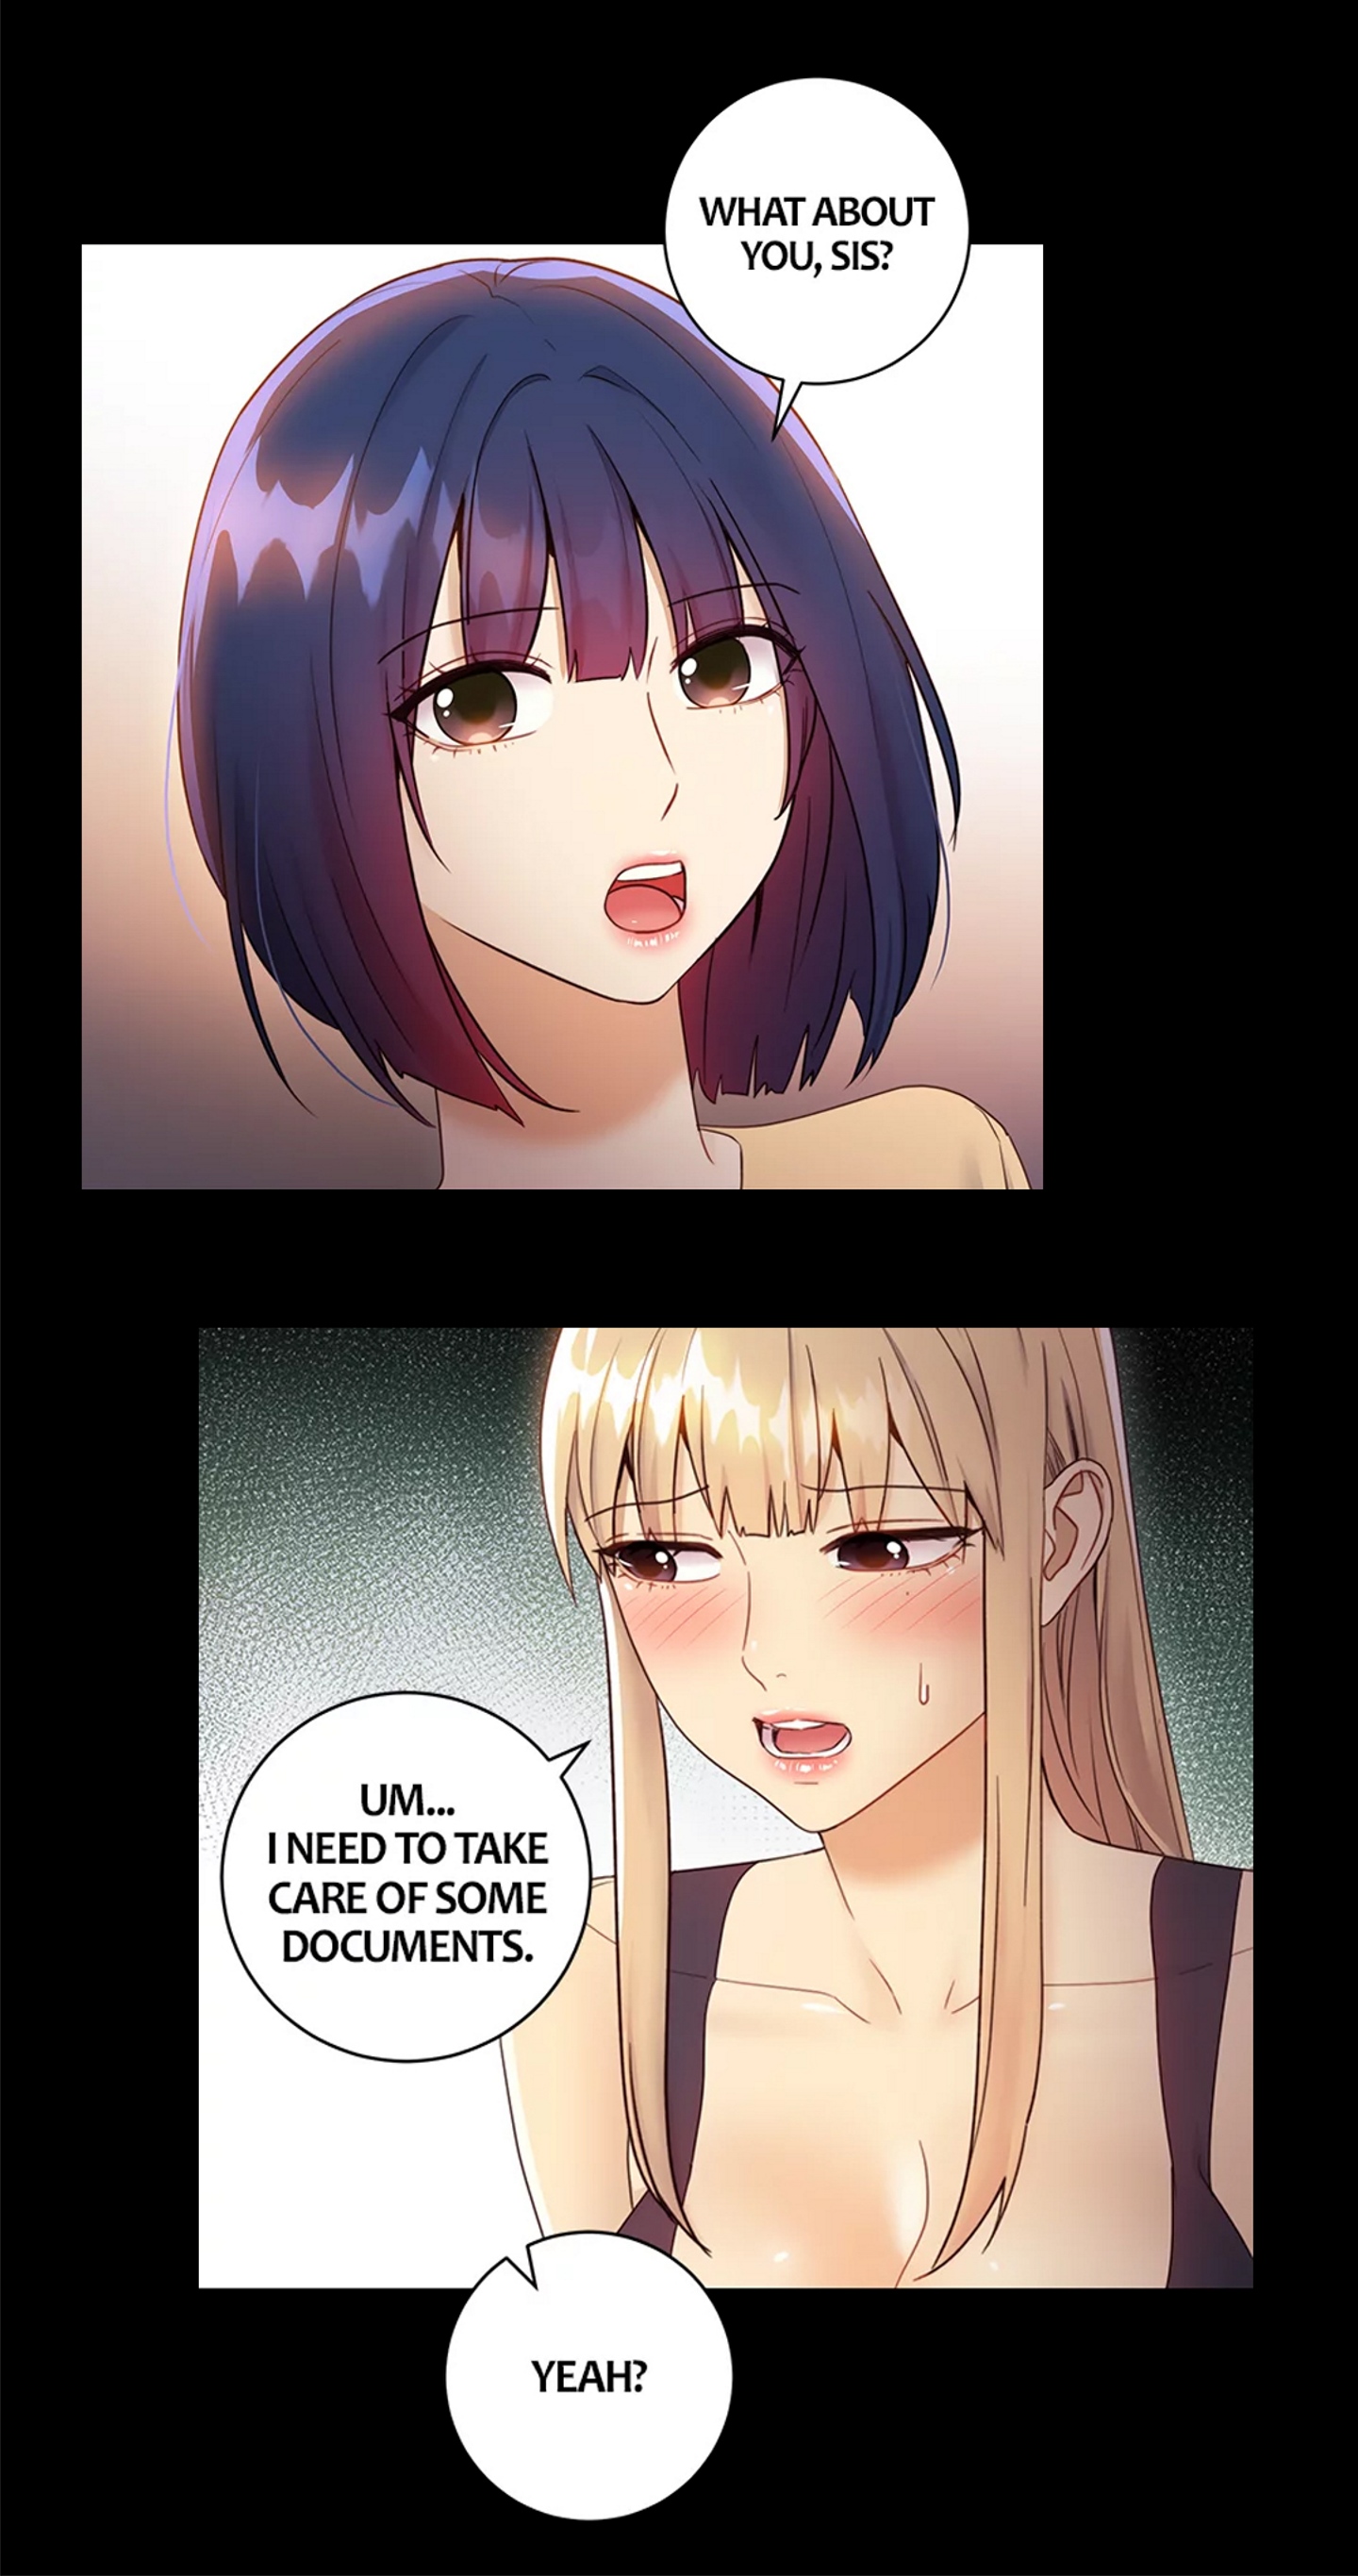 WHAT ABOUT
YOU, SIS?
UM...
I NEED TO TAKE
CARE OF SOME
DOCUMENTS.
YEAH?